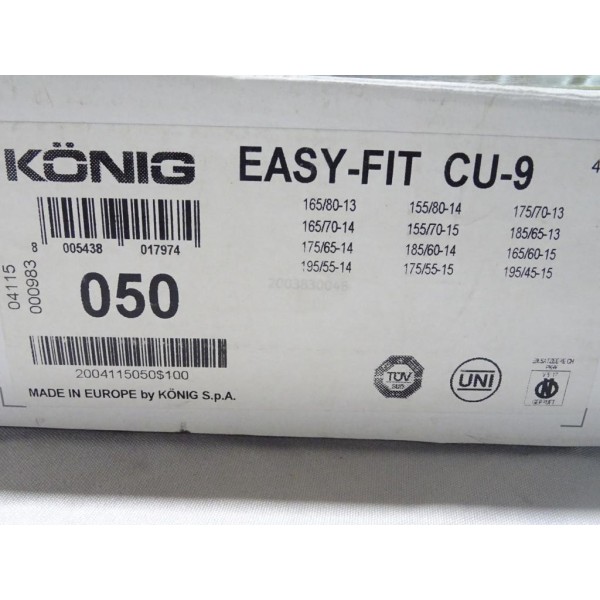 KÖNIG EASY-FIT CU-9 4
165/80-13 155/80-14 175/70-13
165/70-14 155/70-15 185/65-13
175/65-14 185/60-14 165/60-15
195/55-14 175/55-15 195/45-15
8 005438 017974
04115
000983
050
2004115050$100
MADE IN EUROPE by KÖNIG S.p.A.
TÜV
SÜD
UNI